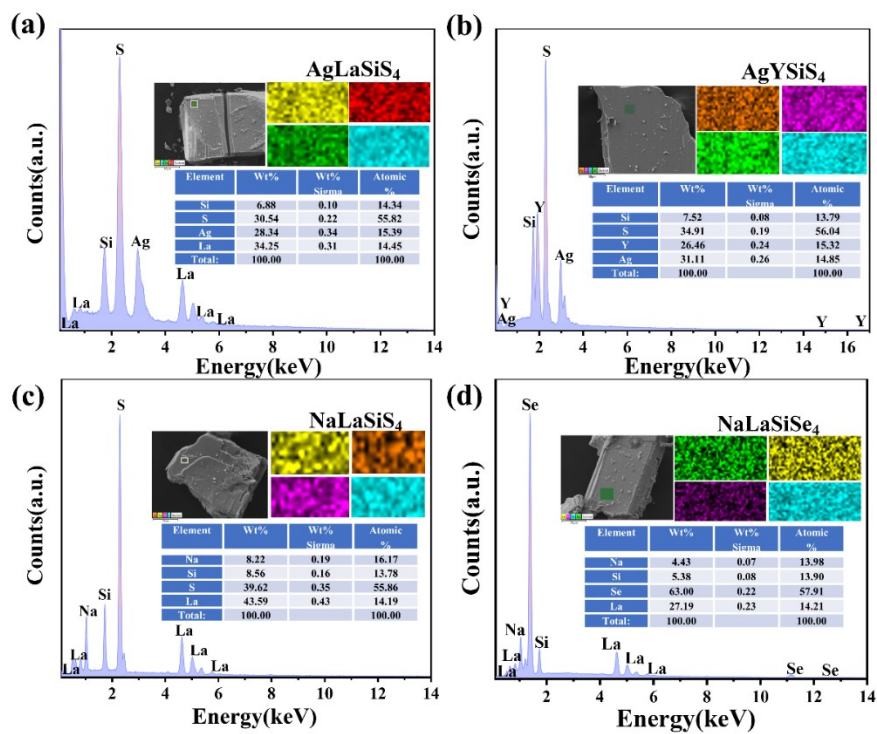 (a)
S
AgLaSiS4
Element Wt% Wt% Sigma Atomic %
Si 6.88 0.10 14.34
S 30.54 0.22 55.82
Ag 28.34 0.34 15.39
La 34.25 0.31 14.45
Total: 100.00 100.00
Si
Ag
La
La
La
La
La
Counts(a.u.)
2 4 6 8 10 12 14
Energy(keV)
(b)
S
AgYSiS4
Element Wt% Wt% Sigma Atomic %
Si 7.52 0.08 13.79
S 34.91 0.19 56.04
Y 26.46 0.24 15.32
Ag 31.11 0.26 14.85
Total: 100.00 100.00
Si
Y
Ag
Y
Ag
Y
Y
Counts(a.u.)
0 2 4 6 8 10 12 14 16
Energy(keV)
(c)
S
NaLaSiS4
Element Wt% Wt% Sigma Atomic %
Na 8.22 0.19 16.17
Si 8.56 0.16 13.78
S 39.62 0.35 55.86
La 43.59 0.43 14.19
Total: 100.00 100.00
Na
Si
La
La
La
La
La
Counts(a.u.)
2 4 6 8 10 12 14
Energy(keV)
(d)
Se
NaLaSiSe4
Element Wt% Wt% Sigma Atomic %
Na 4.43 0.07 13.98
Si 5.38 0.08 13.90
Se 63.00 0.22 57.91
La 27.19 0.23 14.21
Total: 100.00 100.00
Na
Si
La
La
La
La
La
Se
Se
Counts(a.u.)
0 2 4 6 8 10 12 14
Energy(keV)